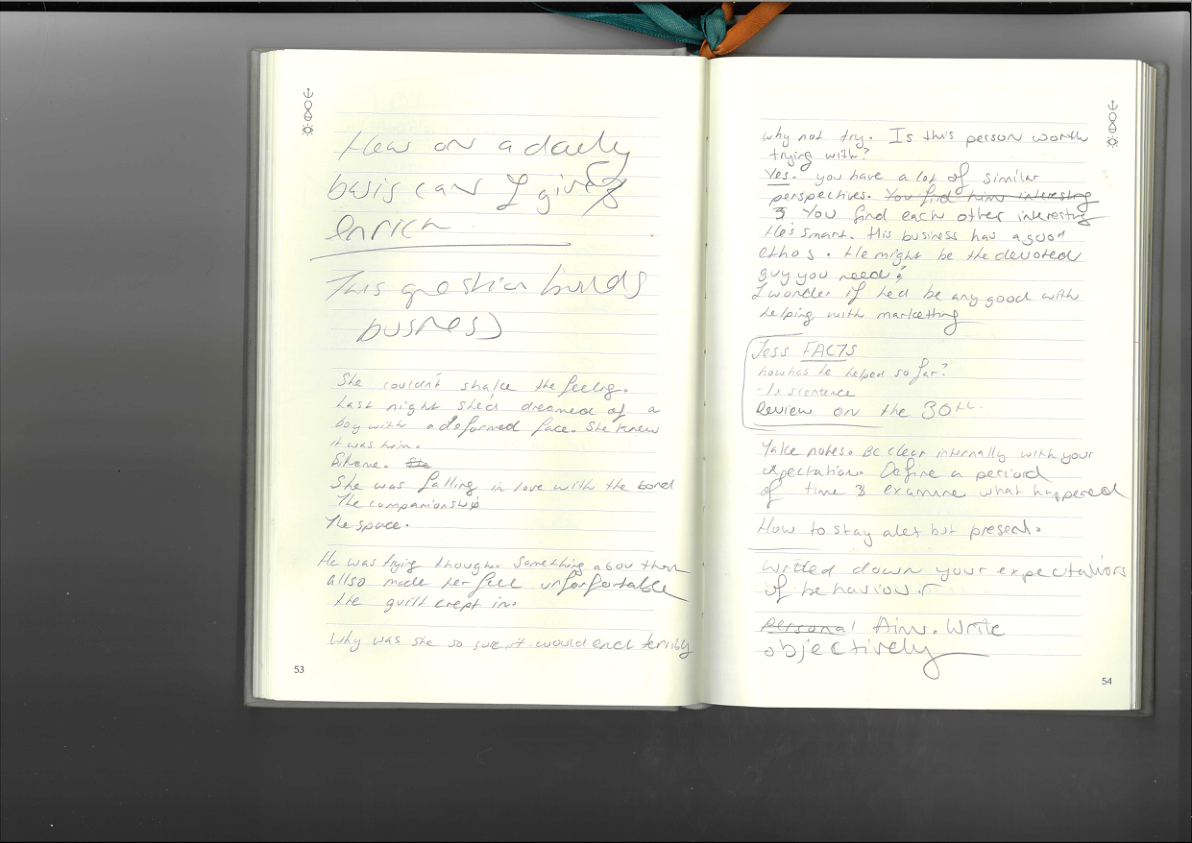 How on a daily
basis can I give &
enrich
This question builds
business
She couldn't shake the feeling.
Last night she'd dreamed of a
boy with a deformed face. She knew
it was him.
She was falling in love with the bond
The companionship
The space.
He was trying though. Something about that
allso made her feel unforfortable
the guilt crept in.
Why was she so sure it would end terribly
53
why not try. Is this person worth
trying with?
Yes. you have a lot of similar
perspectives. You find him interesting
& You find each other interesting
He's smart. His business has a good
ethos. He might be the devoted
guy you need?
I wonder if he'd be any good with
helping with marketting
Jess FACTS
how has he helped so far?
- 1x scentence
Review on the 30th.
Take notes. Be clear internally with your
expectation. Define a period
of time & examine what happened
How to stay alet but present.
writed down your expectations
of behaviour
personal Aims. Write
objectively
54